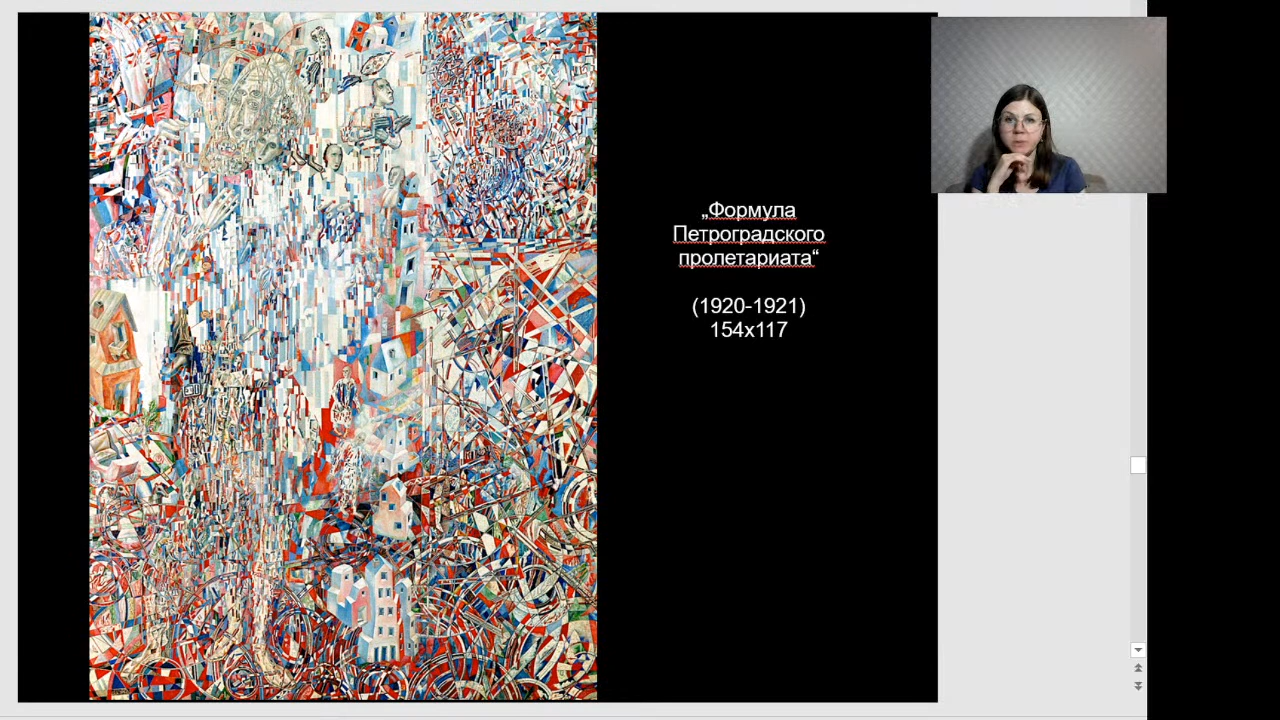 „Формула
Петроградского
пролетариата“
(1920-1921)
154x117